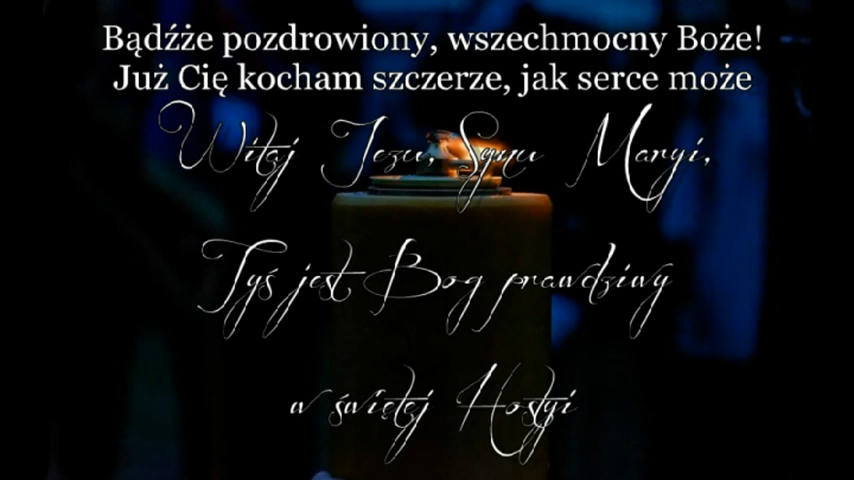 Bądźże pozdrowiony, wszechmocny Boże!
Już Cię kocham szczerze, jak serce może
Witaj Jezu, Synu Maryi,
Tyś jest Bog prawdziwy
w świętej Hostyi